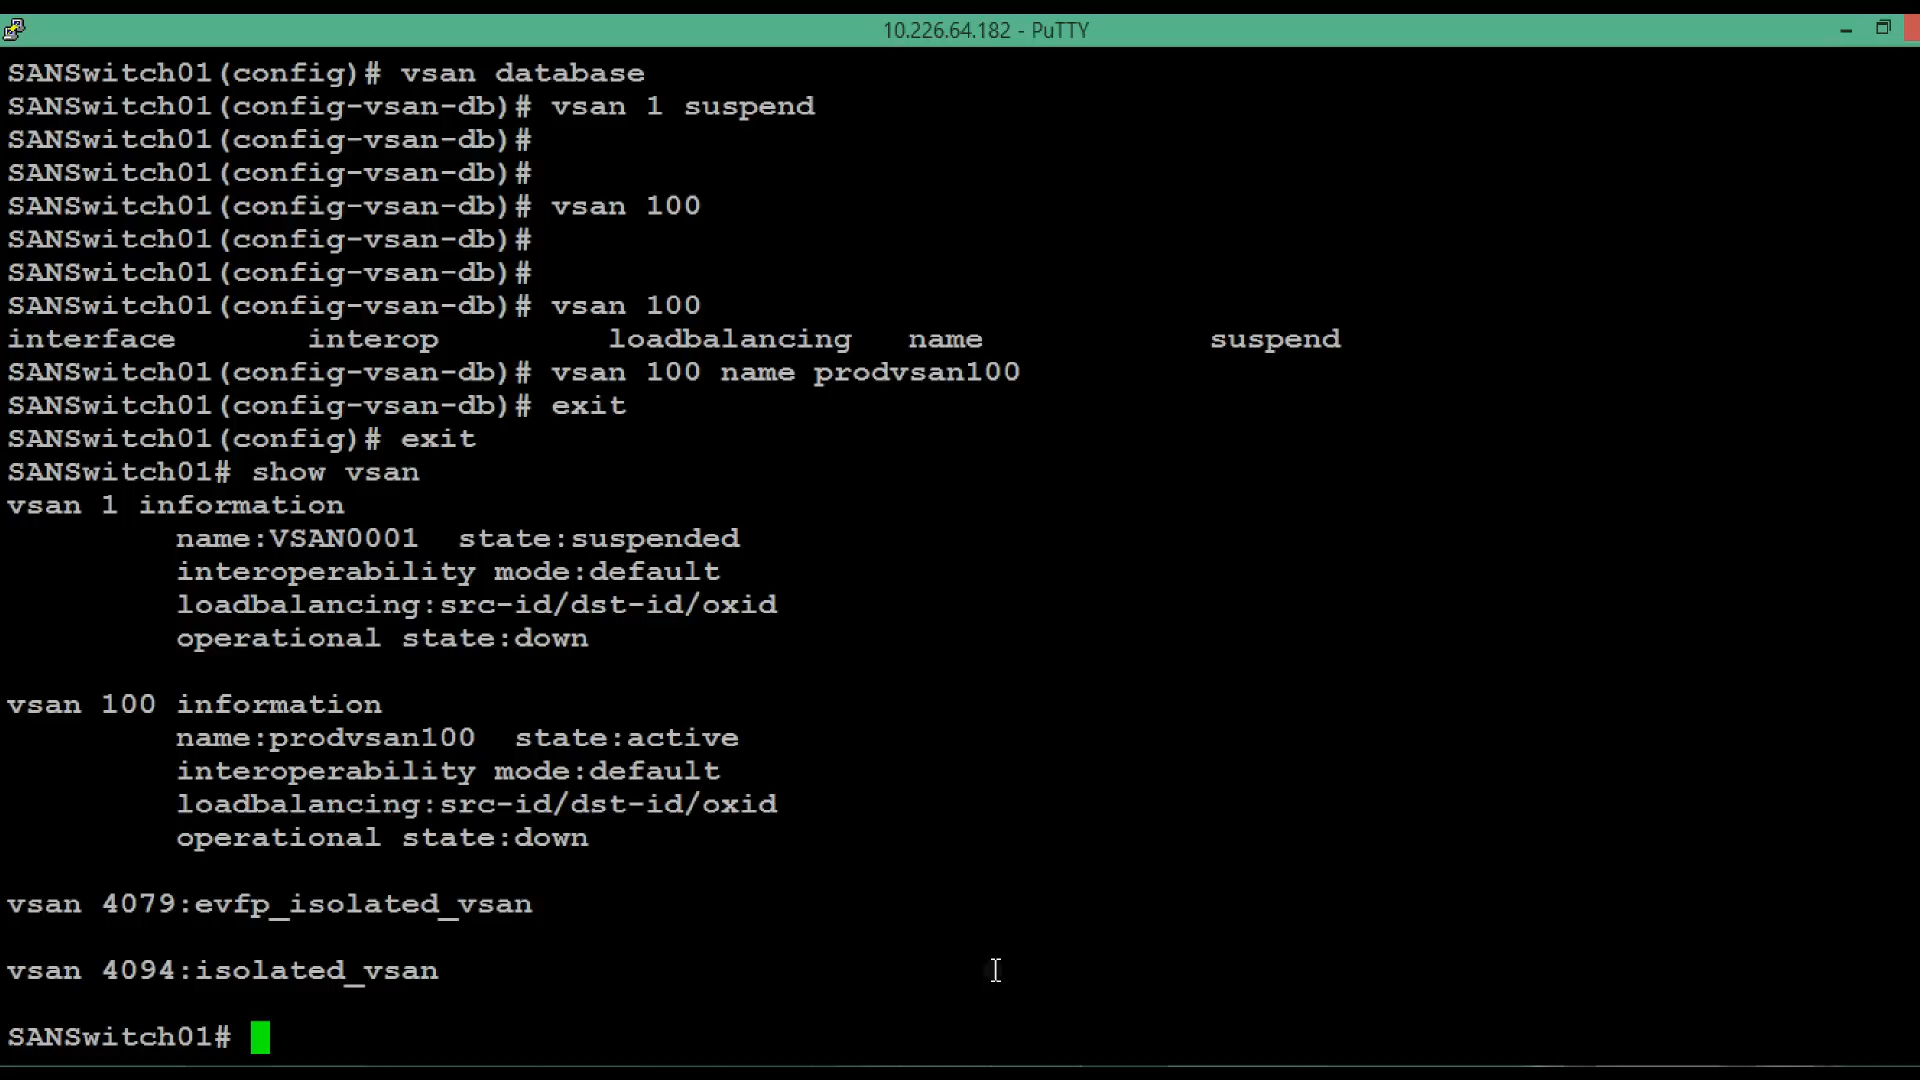 10.226.64.182 - PuTTY
SANSwitch01(config)# vsan database
SANSwitch01(config-vsan-db)# vsan 1 suspend
SANSwitch01(config-vsan-db)#
SANSwitch01(config-vsan-db)#
SANSwitch01(config-vsan-db)# vsan 100
SANSwitch01(config-vsan-db)#
SANSwitch01(config-vsan-db)#
SANSwitch01(config-vsan-db)# vsan 100
interface       interop         loadbalancing   name            suspend
SANSwitch01(config-vsan-db)# vsan 100 name prodvsan100
SANSwitch01(config-vsan-db)# exit
SANSwitch01(config)# exit
SANSwitch01# show vsan
vsan 1 information
         name:VSAN0001  state:suspended
         interoperability mode:default
         loadbalancing:src-id/dst-id/oxid
         operational state:down
vsan 100 information
         name:prodvsan100  state:active
         interoperability mode:default
         loadbalancing:src-id/dst-id/oxid
         operational state:down
vsan 4079:evfp_isolated_vsan
vsan 4094:isolated_vsan
SANSwitch01#